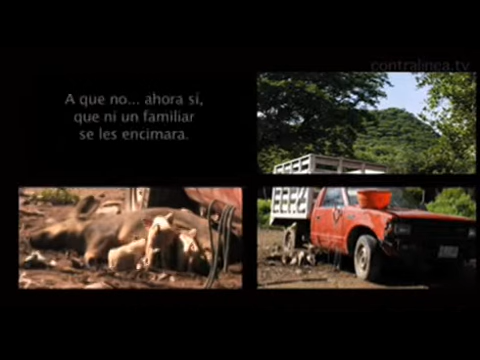 contralinea.tv
A que no... ahora sí,
que ni un familiar
se les encimara.